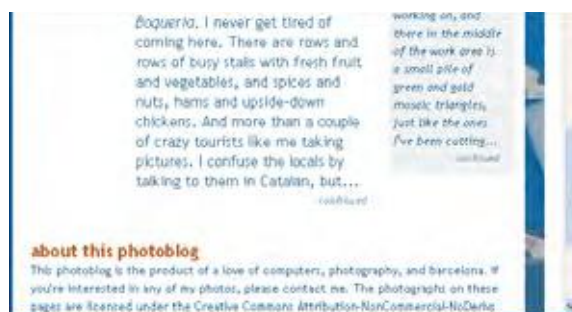 Boqueria. I never get tired of
coming here. There are rows and
rows of busy stalls with fresh fruit
and vegetables, and spices and
nuts, hams and upside-down
chickens. And more than a couple
of crazy tourists like me taking
pictures. I confuse the locals by
talking to them in Catalan, but...
continued
working on, and
there in the middle
of the work area is
a small pile of
green and gold
mosaic triangles,
just like the ones
I've been cutting...
continued
about this photoblog
This photoblog is the product of a love of computers, photography, and barcelona. If
you're interested in any of my photos, please contact me. The photographs on these
pages are licensed under the Creative Commons Attribution-NonCommercial-NoDerivs